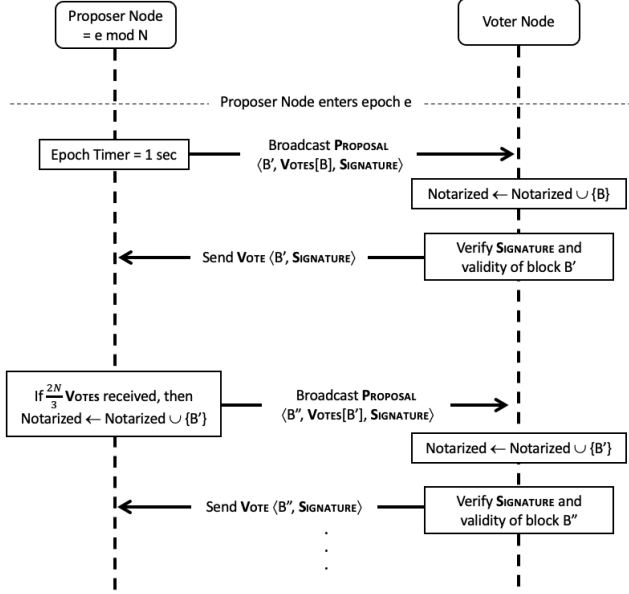 Proposer Node
= e mod N
Voter Node
Proposer Node enters epoch e
Epoch Timer = 1 sec
Broadcast PROPOSAL
⟨B’, VOTES[B], SIGNATURE⟩
Notarized ← Notarized ∪ {B}
Send VOTE ⟨B’, SIGNATURE⟩
Verify SIGNATURE and
validity of block B’
If 2N/3 VOTES received, then
Notarized ← Notarized ∪ {B’}
Broadcast PROPOSAL
⟨B”, VOTES[B’], SIGNATURE⟩
Notarized ← Notarized ∪ {B’}
Send VOTE ⟨B”, SIGNATURE⟩
Verify SIGNATURE and
validity of block B”
.
.
.